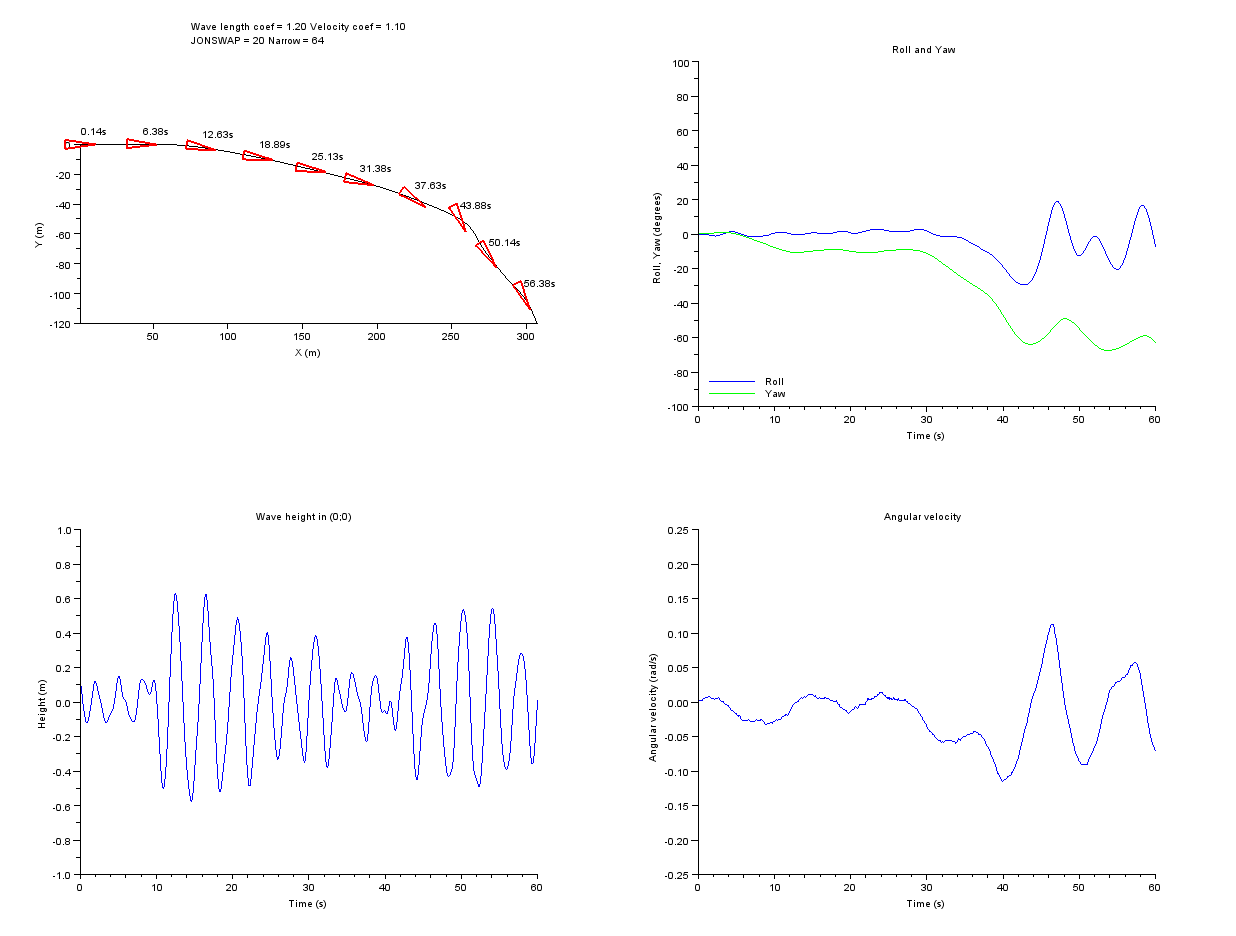 Wave length coef = 1.20 Velocity coef = 1.10
JONSWAP = 20 Narrow = 64
0.14s
6.38s
12.63s
18.89s
25.13s
31.38s
37.63s
43.88s
50.14s
56.38s
0
-20
-40
-60
-80
-100
-120
50
100
150
200
250
300
Y (m)
X (m)
Roll and Yaw
100
80
60
40
20
0
-20
-40
-60
-80
-100
Roll, Yaw (degrees)
Roll
Yaw
0
10
20
30
40
50
60
Time (s)
Wave height in (0;0)
1.0
0.8
0.6
0.4
0.2
0.0
-0.2
-0.4
-0.6
-0.8
-1.0
Height (m)
0
10
20
30
40
50
60
Time (s)
Angular velocity
0.25
0.20
0.15
0.10
0.05
0.00
-0.05
-0.10
-0.15
-0.20
-0.25
Angular velocity (rad/s)
0
10
20
30
40
50
60
Time (s)